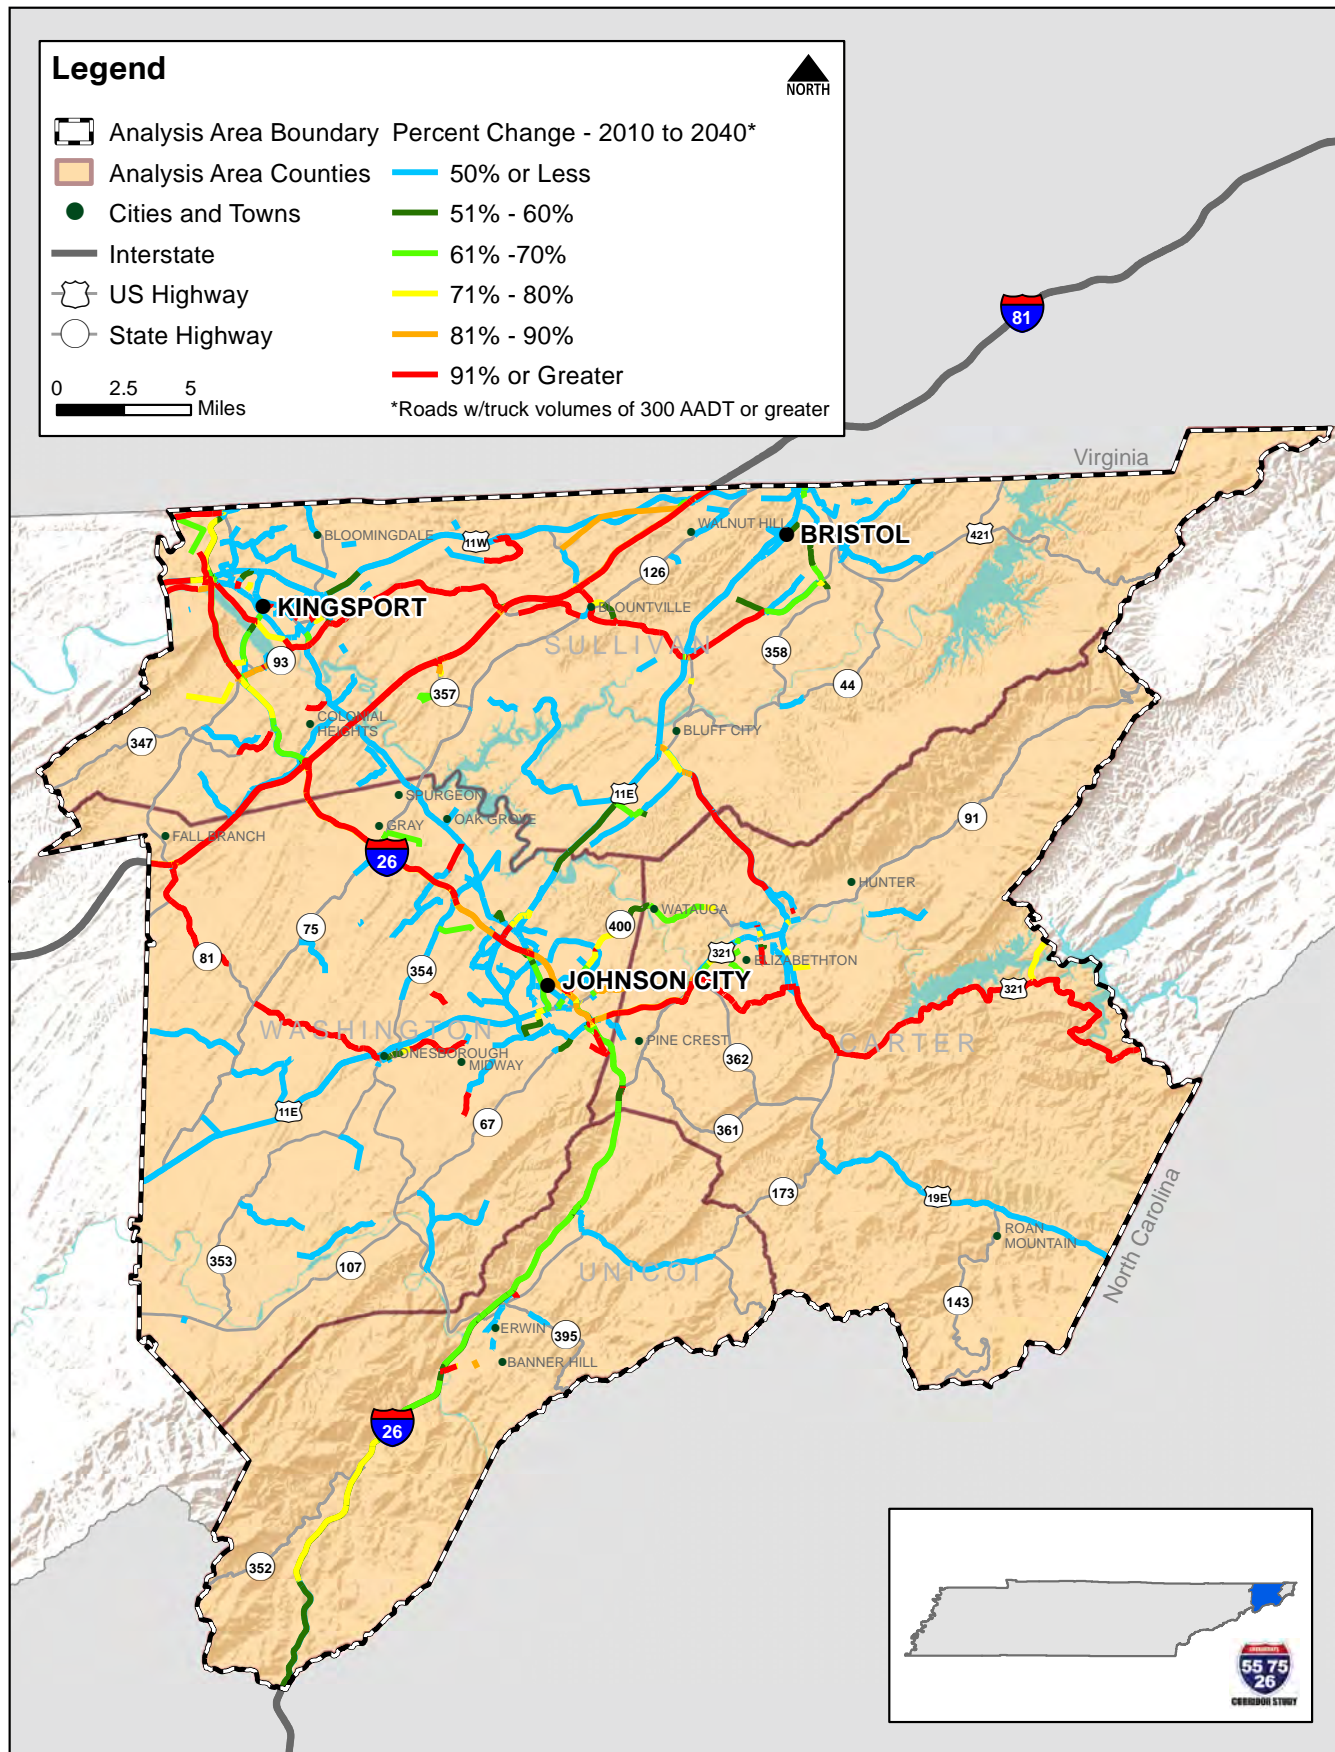 Legend
NORTH
Analysis Area Boundary
Analysis Area Counties
Cities and Towns
Interstate
US Highway
State Highway
0 2.5 5
Miles
Percent Change - 2010 to 2040*
50% or Less
51% - 60%
61% -70%
71% - 80%
81% - 90%
91% or Greater
*Roads w/truck volumes of 300 AADT or greater
81
Virginia
WALNUT HILL
BRISTOL
BLOOMINGDALE
11W
421
126
KINGSPORT
BLOUNTVILLE
SULLIVAN
93
358
357
44
COLONIAL
HEIGHTS
347
BLUFF CITY
SPURGEON
11E
GRAY
OAK GROVE
91
FALL BRANCH
26
HUNTER
WATAUGA
75
400
81
354
321
ELIZABETHTON
JOHNSON CITY
321
WASHINGTON
PINE CREST
CARTER
JONESBOROUGH
MIDWAY
362
11E
67
361
173
19E
ROAN
MOUNTAIN
North Carolina
353
107
UNICOI
143
ERWIN
395
BANNER HILL
26
352
55 75
26
CORRIDOR STUDY